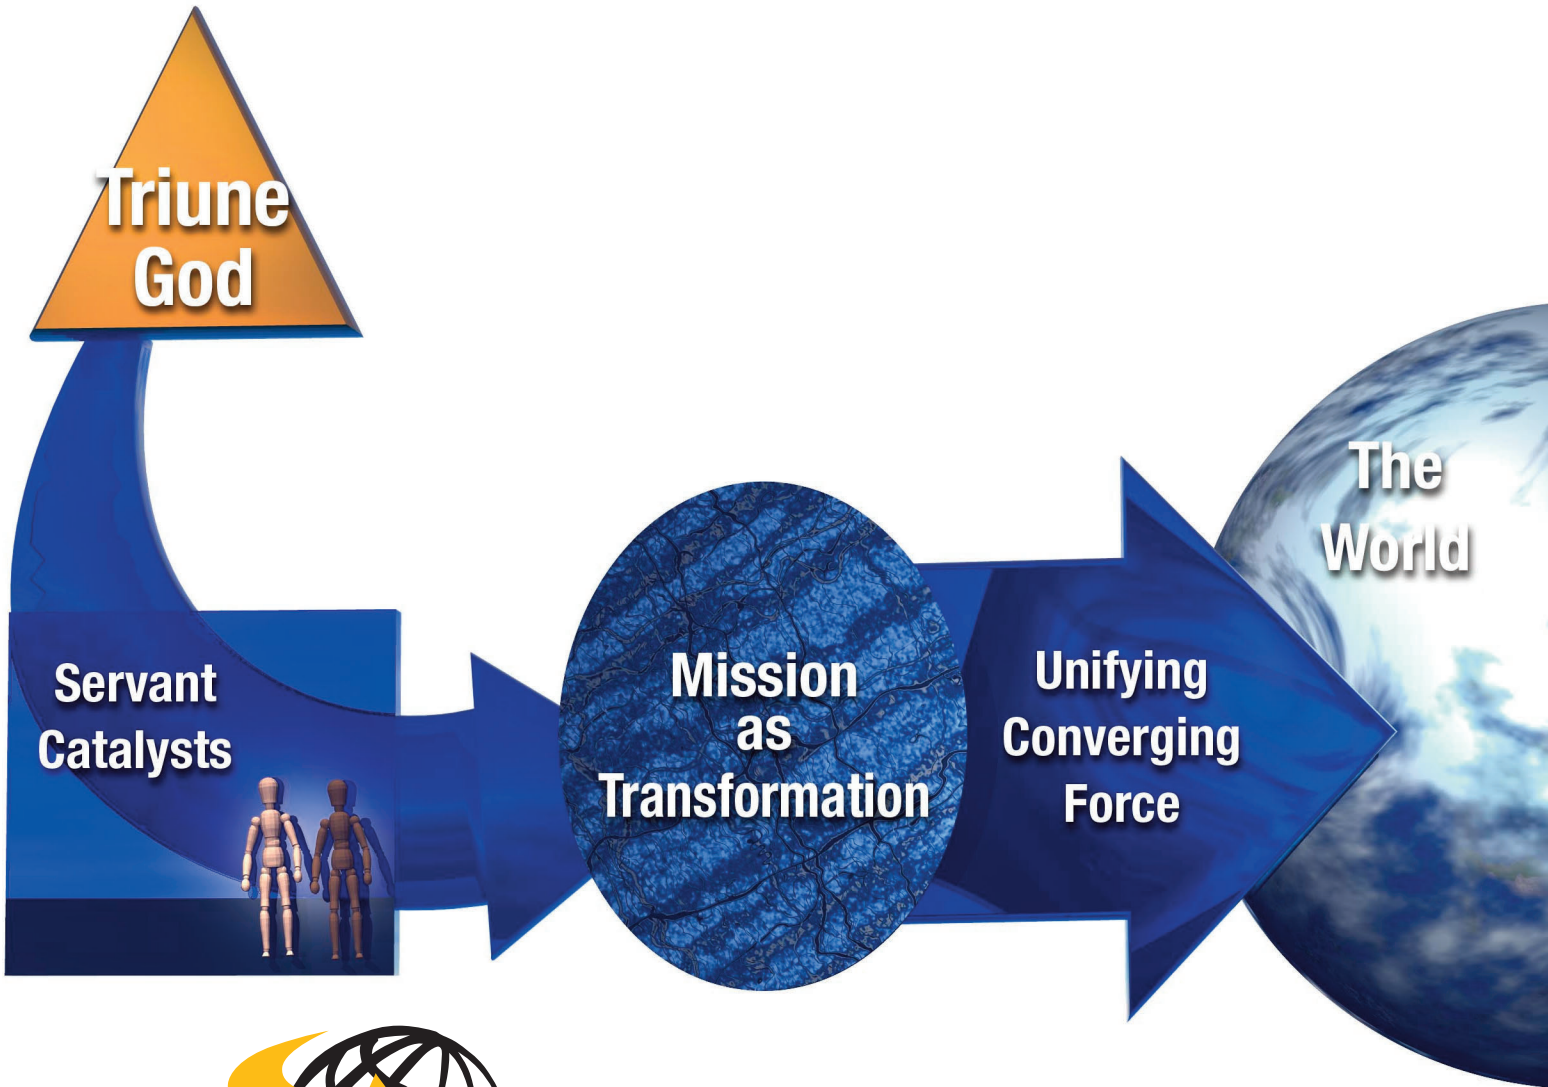 Triune
God
Servant
Catalysts
Mission
as
Transformation
Unifying
Converging
Force
The
World